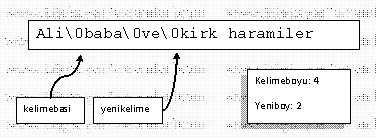 Ali\0baba\0ve\0kirk haramiler
kelimebasi
yenikelime
Kelimeboyu: 4
Yeniboy: 2